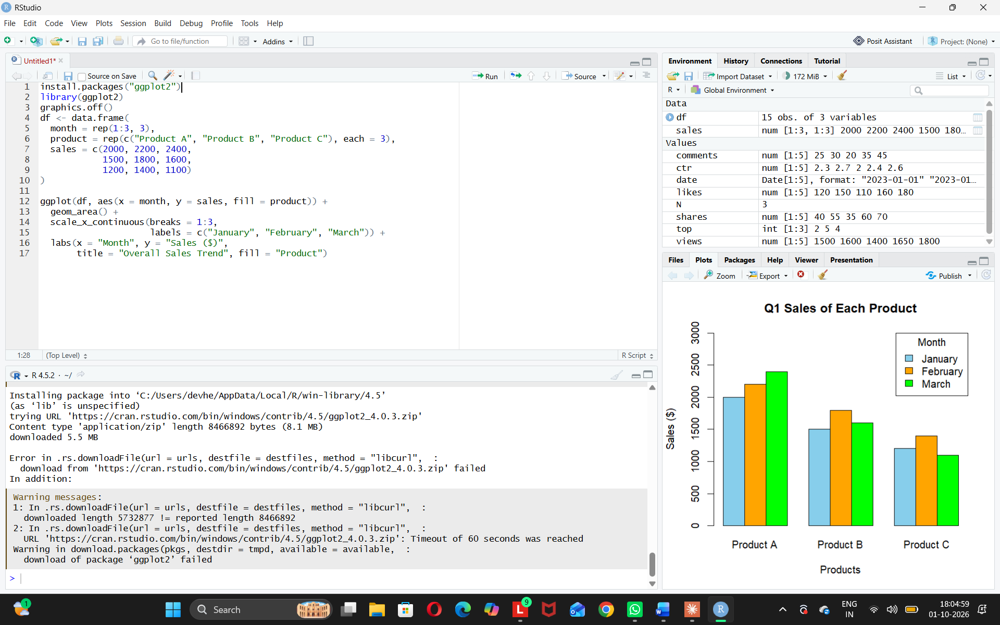 RStudio
File Edit Code View Plots Session Build Debug Profile Tools Help
Go to file/function Addins Posit Assistant Project: (None)
Untitled1*
Source on Save Run Source
1 install.packages("ggplot2")
2 library(ggplot2)
3 graphics.off()
4 df <- data.frame(
5 month = rep(1:3, 3),
6 product = rep(c("Product A", "Product B", "Product C"), each = 3),
7 sales = c(2000, 2200, 2400,
8 1500, 1800, 1600,
9 1200, 1400, 1100)
10 )
11
12 ggplot(df, aes(x = month, y = sales, fill = product)) +
13 geom_area() +
14 scale_x_continuous(breaks = 1:3,
15 labels = c("January", "February", "March")) +
16 labs(x = "Month", y = "Sales ($)",
17 title = "Overall Sales Trend", fill = "Product")
1:28 (Top Level) R Script
R 4.5.2 · ~/
Installing package into ‘C:/Users/devhe/AppData/Local/R/win-library/4.5’
(as ‘lib’ is unspecified)
trying URL 'https://cran.rstudio.com/bin/windows/contrib/4.5/ggplot2_4.0.3.zip'
Content type 'application/zip' length 8466892 bytes (8.1 MB)
downloaded 5.5 MB
Error in .rs.downloadFile(url = urls, destfile = destfiles, method = "libcurl", :
download from 'https://cran.rstudio.com/bin/windows/contrib/4.5/ggplot2_4.0.3.zip' failed
In addition:
Warning messages:
1: In .rs.downloadFile(url = urls, destfile = destfiles, method = "libcurl", :
downloaded length 5732877 != reported length 8466892
2: In .rs.downloadFile(url = urls, destfile = destfiles, method = "libcurl", :
URL 'https://cran.rstudio.com/bin/windows/contrib/4.5/ggplot2_4.0.3.zip': Timeout of 60 seconds was reached
Warning in download.packages(pkgs, destdir = tmpd, available = available, :
download of package ‘ggplot2’ failed
>
Environment History Connections Tutorial
Import Dataset 172 MiB List
R Global Environment
Data
df 15 obs. of 3 variables
sales num [1:3, 1:3] 2000 2200 2400 1500 180…
Values
comments num [1:5] 25 30 20 35 45
ctr num [1:5] 2.3 2.7 2 2.4 2.6
date Date[1:5], format: "2023-01-01" "2023-01…
likes num [1:5] 120 150 110 160 180
N 3
shares num [1:5] 40 55 35 60 70
top int [1:3] 2 5 4
views num [1:5] 1500 1600 1400 1650 1800
Files Plots Packages Help Viewer Presentation
Zoom Export Publish
Q1 Sales of Each Product
Month
January
February
March
Sales ($)
3000
2500
2000
1500
1000
500
0
Product A Product B Product C
Products
1
Search
9
ENG
IN
18:04:59
01-10-2026